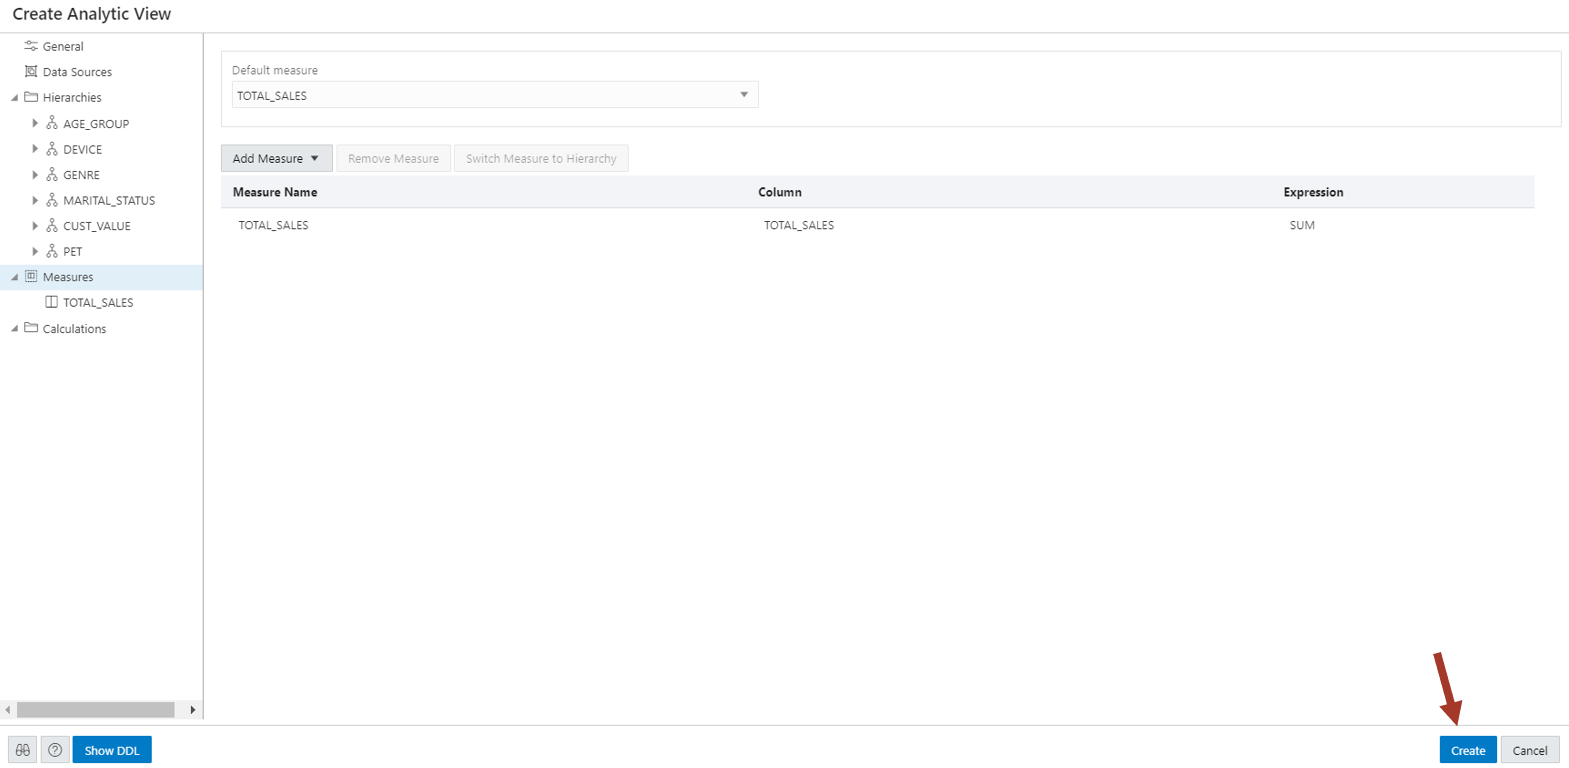 Create Analytic View
General
Data Sources
Hierarchies
AGE_GROUP
DEVICE
GENRE
MARITAL_STATUS
CUST_VALUE
PET
Measures
TOTAL_SALES
Calculations
Default measure
TOTAL_SALES
Add Measure Remove Measure Switch Measure to Hierarchy
Measure Name Column Expression
TOTAL_SALES TOTAL_SALES SUM
Show DDL Create Cancel